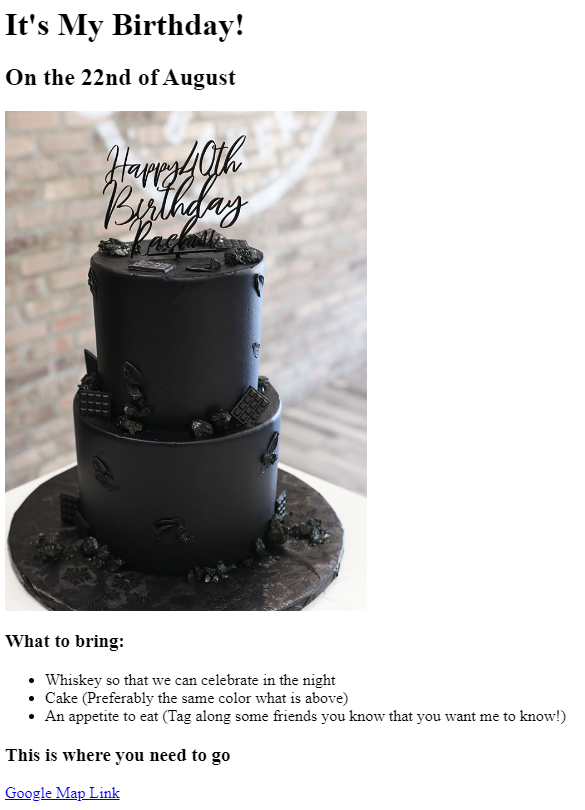 It's My Birthday!
On the 22nd of August
Happy 40th
Birthday
What to bring:
Whiskey so that we can celebrate in the night
Cake (Preferably the same color what is above)
An appetite to eat (Tag along some friends you know that you want me to know!)
This is where you need to go
Google Map Link